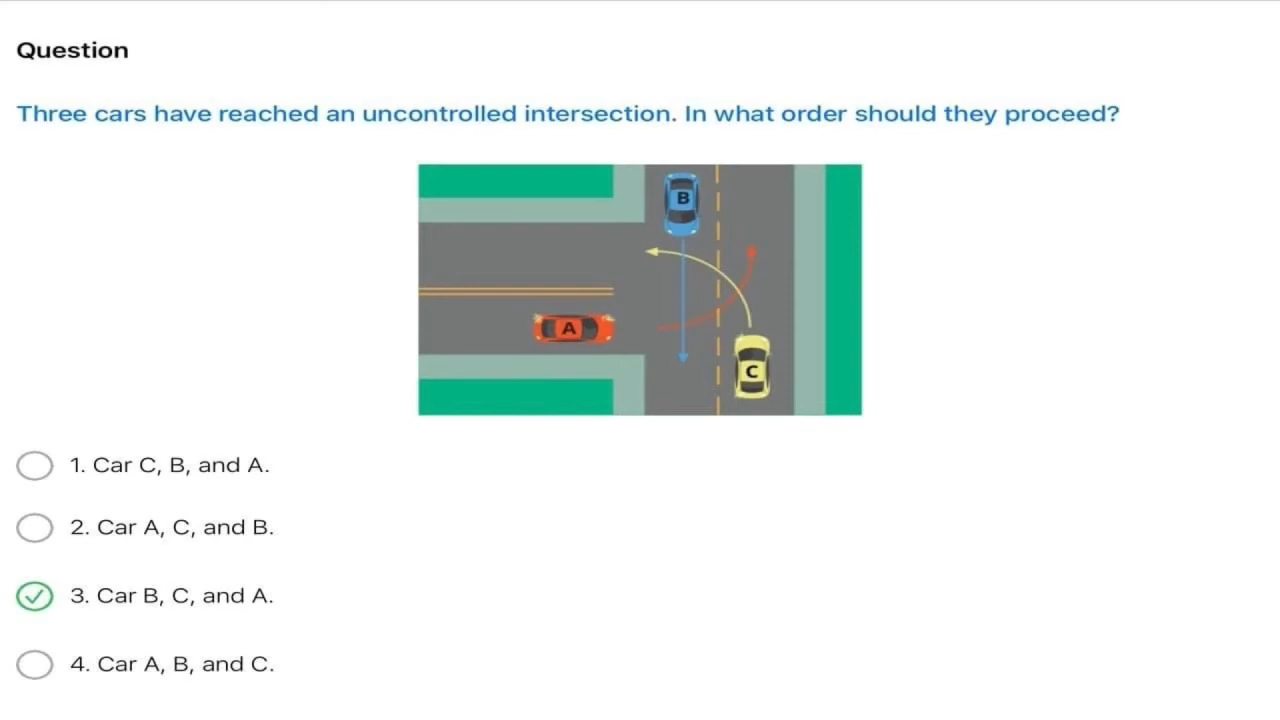 Question
Three cars have reached an uncontrolled intersection. In what order should they proceed?
B
A
C
1. Car C, B, and A.
2. Car A, C, and B.
3. Car B, C, and A.
4. Car A, B, and C.